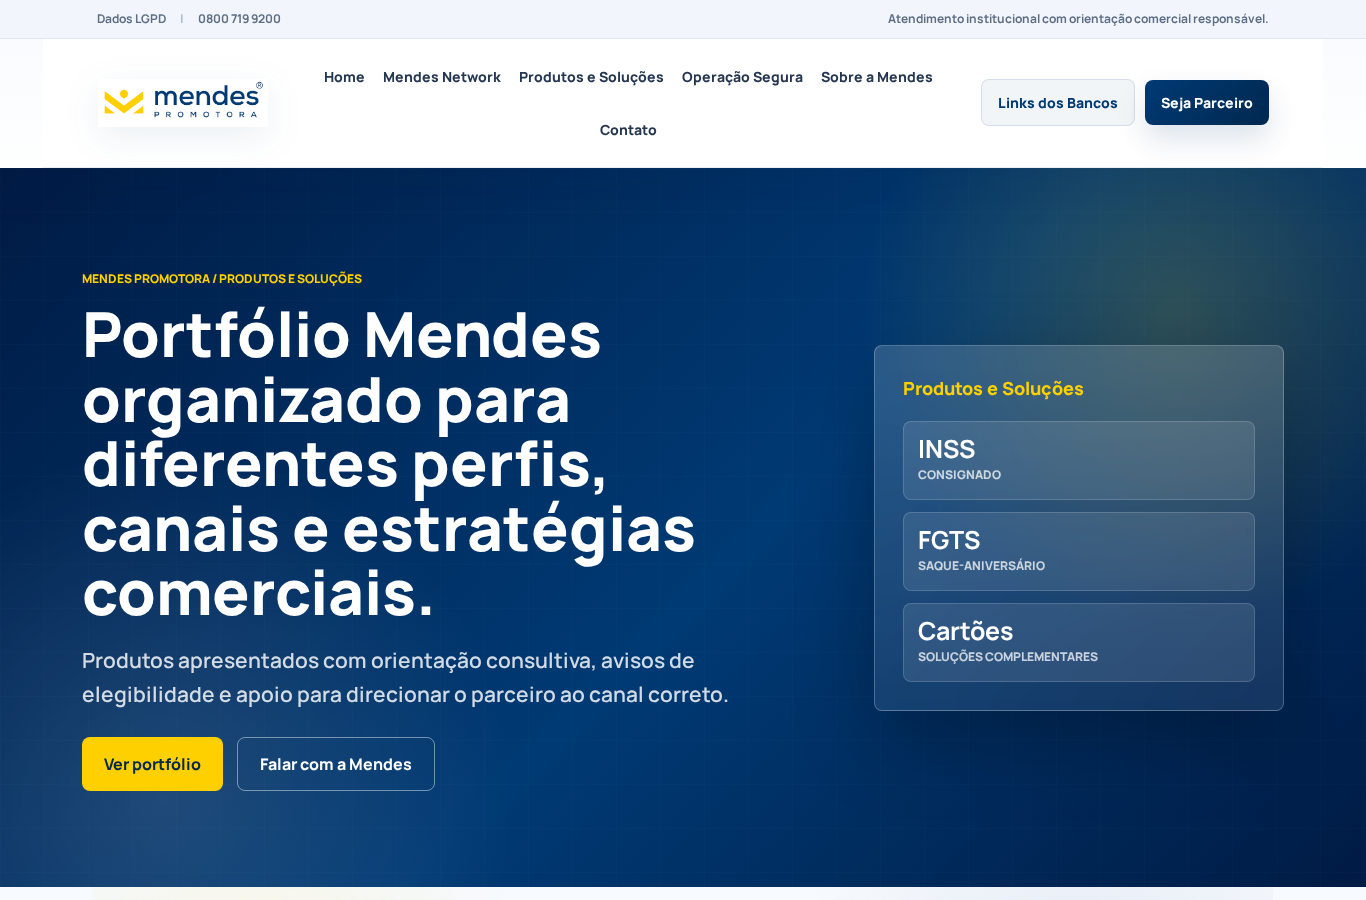 Dados LGPD | 0800 719 9200
Atendimento institucional com orientação comercial responsável.
mendes®
PROMOTORA
Home Mendes Network Produtos e Soluções Operação Segura Sobre a Mendes
Contato
Links dos Bancos
Seja Parceiro
MENDES PROMOTORA / PRODUTOS E SOLUÇÕES
Portfólio Mendes
organizado para
diferentes perfis,
canais e estratégias
comerciais.
Produtos apresentados com orientação consultiva, avisos de
elegibilidade e apoio para direcionar o parceiro ao canal correto.
Ver portfólio
Falar com a Mendes
Produtos e Soluções
INSS
CONSIGNADO
FGTS
SAQUE-ANIVERSÁRIO
Cartões
SOLUÇÕES COMPLEMENTARES